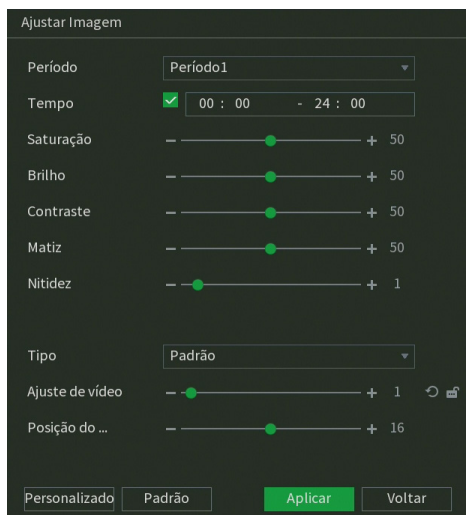 Ajustar Imagem
Período Período1
Tempo 00 : 00 - 24 : 00
Saturação 50
Brilho 50
Contraste 50
Matiz 50
Nitidez 1
Tipo Padrão
Ajuste de vídeo 1
Posição do ... 16
Personalizado Padrão Aplicar Voltar